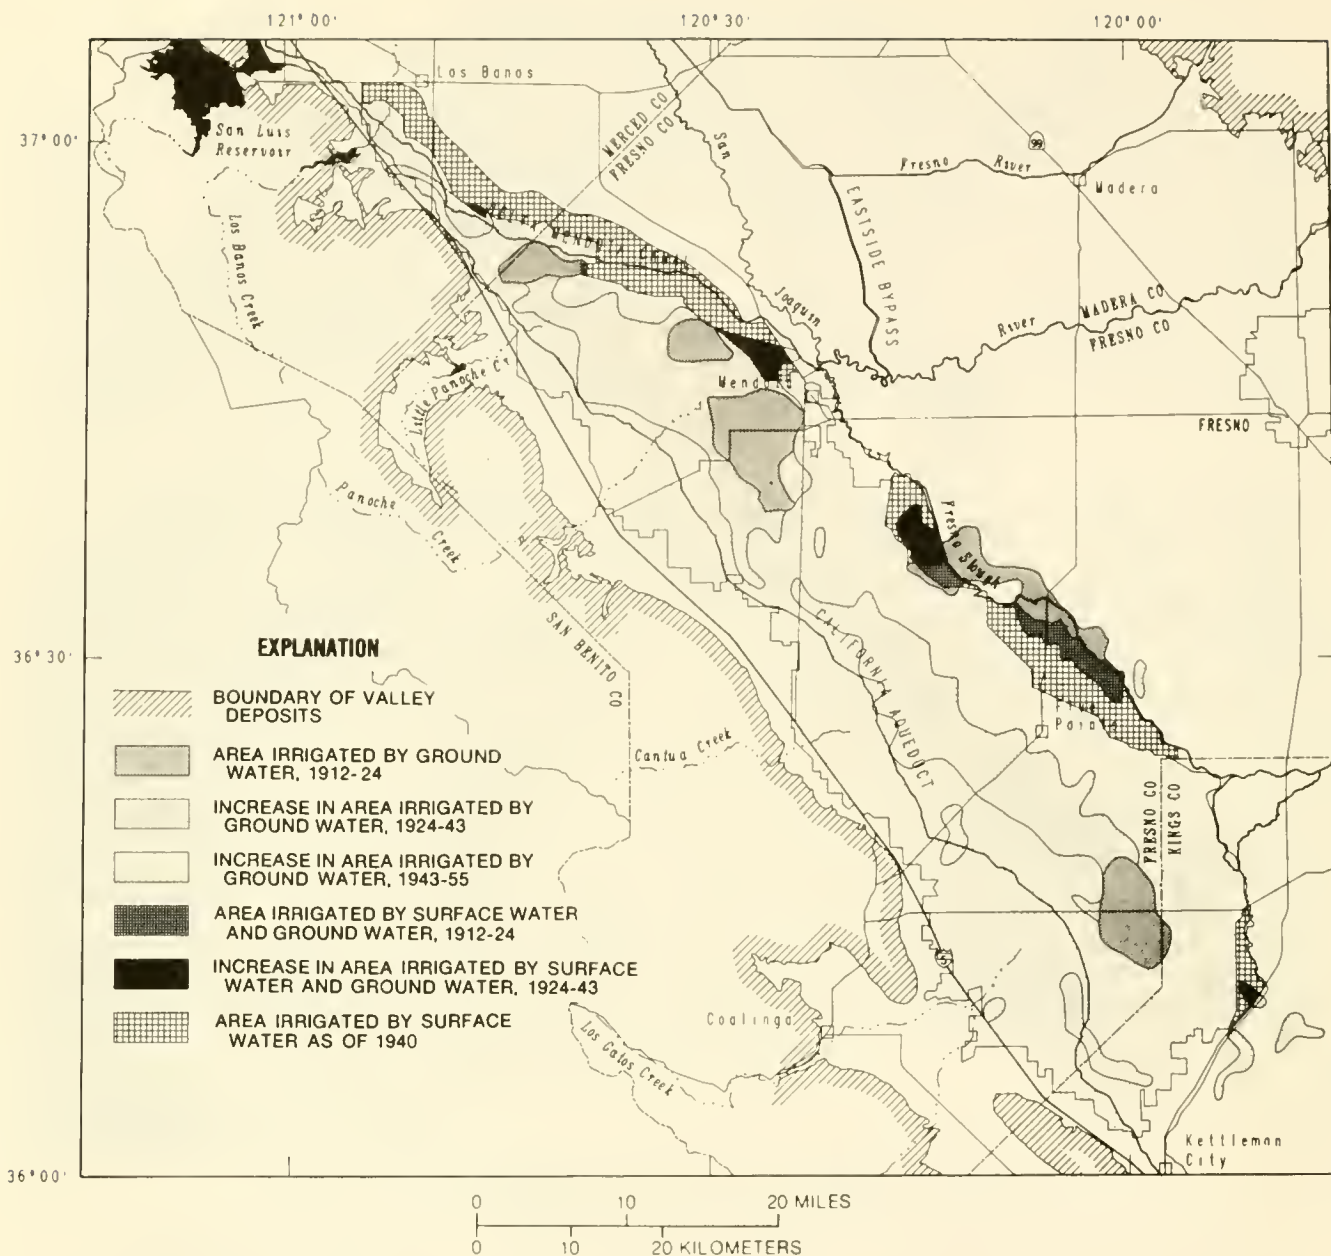 121°00'
120°30'
120°00'
Los Banos
37°00'
San Luis
Reservoir
MERCED CO
FRESNO CO
San
Joaquin
River
99
Fresno River
Madera
EASTSIDE BYPASS
Los Banos
Creek
DELTA MENDOTA CANAL
MADERA CO
FRESNO CO
Little Panoche Cr
Mendota
FRESNO
Panoche
Creek
Fresno Slough
SAN BENITO CO
CALIFORNIA AQUEDUCT
36°30'
Five
Points
Cantua Creek
FRESNO CO
KINGS CO
5
Coalinga
Los Gatos Creek
Kettleman
City
36°00'
EXPLANATION
BOUNDARY OF VALLEY
DEPOSITS
AREA IRRIGATED BY GROUND
WATER, 1912-24
INCREASE IN AREA IRRIGATED BY
GROUND WATER, 1924-43
INCREASE IN AREA IRRIGATED BY
GROUND WATER, 1943-55
AREA IRRIGATED BY SURFACE WATER
AND GROUND WATER, 1912-24
INCREASE IN AREA IRRIGATED BY SURFACE
WATER AND GROUND WATER, 1924-43
AREA IRRIGATED BY SURFACE
WATER AS OF 1940
0 10 20 MILES
0 10 20 KILOMETERS